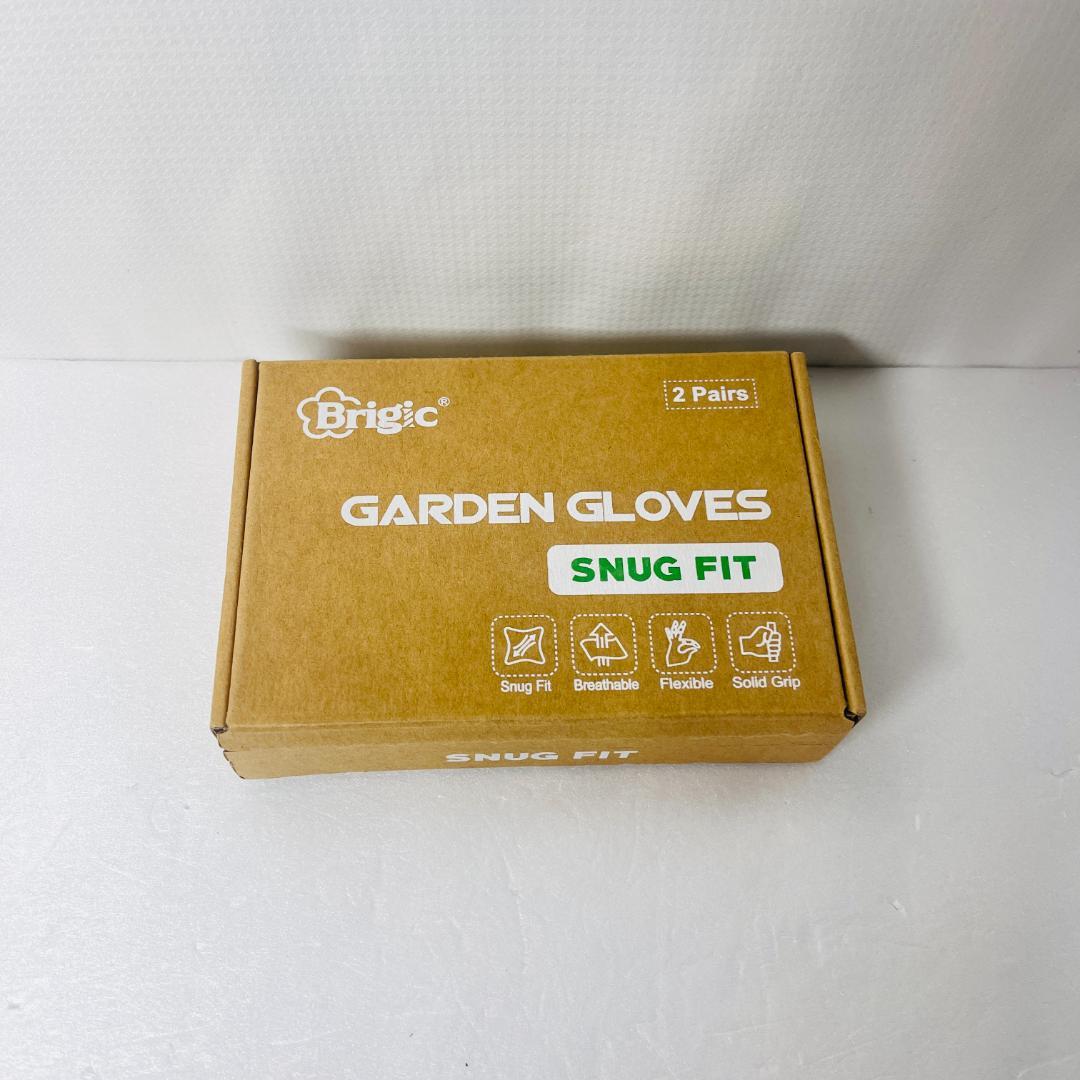 Brigic®
2 Pairs
GARDEN GLOVES
SNUG FIT
Snug Fit Breathable Flexible Solid Grip
SNUG FIT